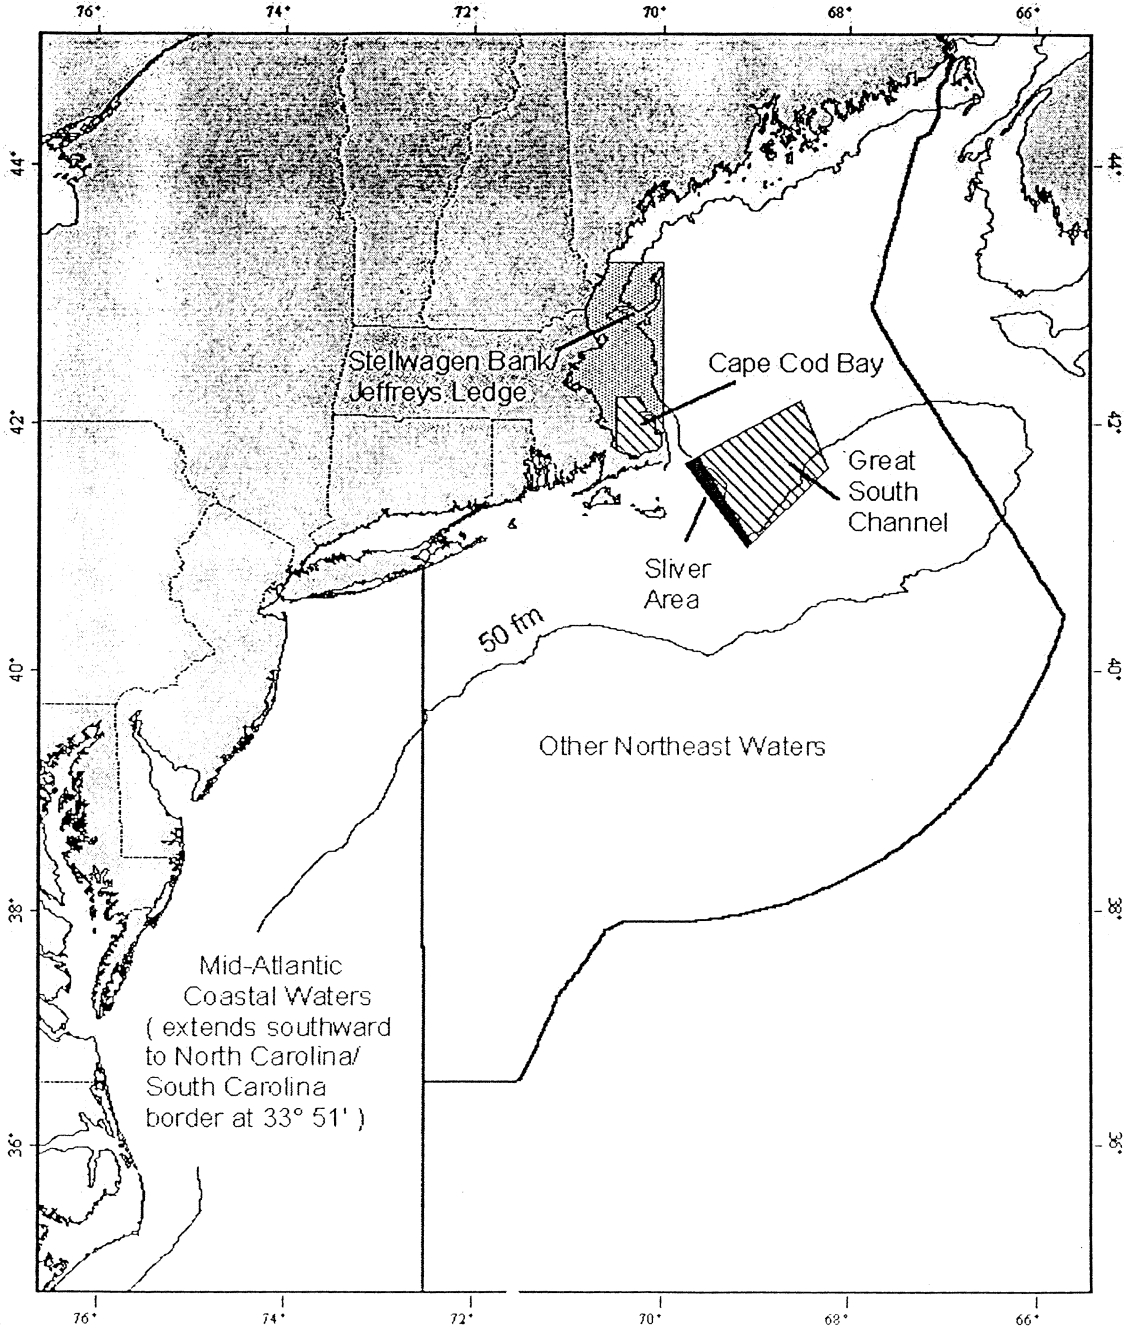 76° 74° 72° 70° 68° 66°
44° 44°
Stellwagen Bank/
Jeffreys Ledge
Cape Cod Bay
42° 42°
Great
South
Channel
Sliver
Area
50 fm
40° 40°
Other Northeast Waters
38° 38°
Mid-Atlantic
Coastal Waters
( extends southward
to North Carolina/
South Carolina
border at 33° 51' )
36° 36°
76° 74° 72° 70° 68° 66°